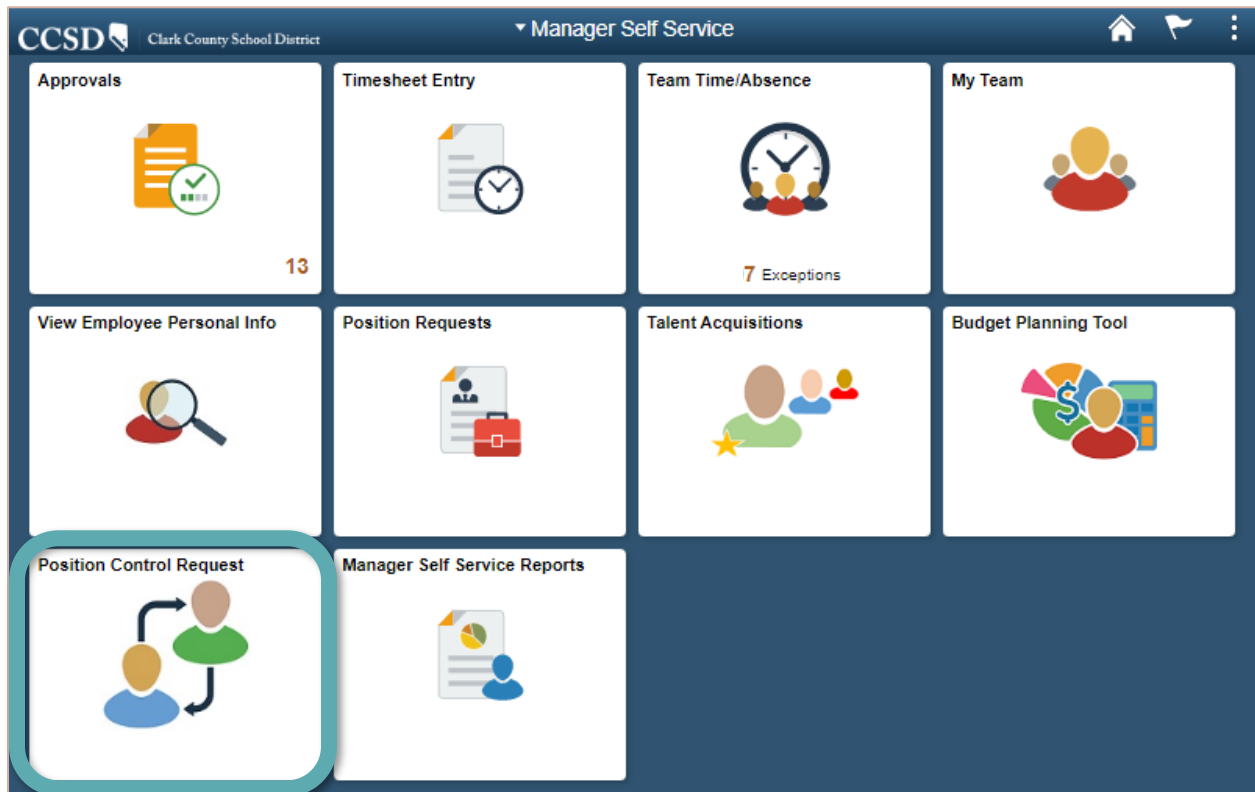 CCSD Clark County School District
Manager Self Service
Approvals
Timesheet Entry
Team Time/Absence
My Team
13
7 Exceptions
View Employee Personal Info
Position Requests
Talent Acquisitions
Budget Planning Tool
$
Position Control Request
Manager Self Service Reports